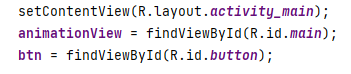 setContentView(R.layout.activity_main);
animationView = findViewById(R.id.main);
btn = findViewById(R.id.button);